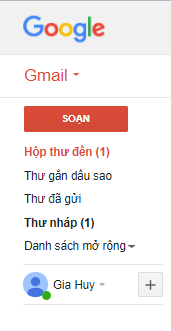 Google
Gmail
SOẠN
Hộp thư đến (1)
Thư gắn dấu sao
Thư đã gửi
Thư nháp (1)
Danh sách mở rộng
Gia Huy